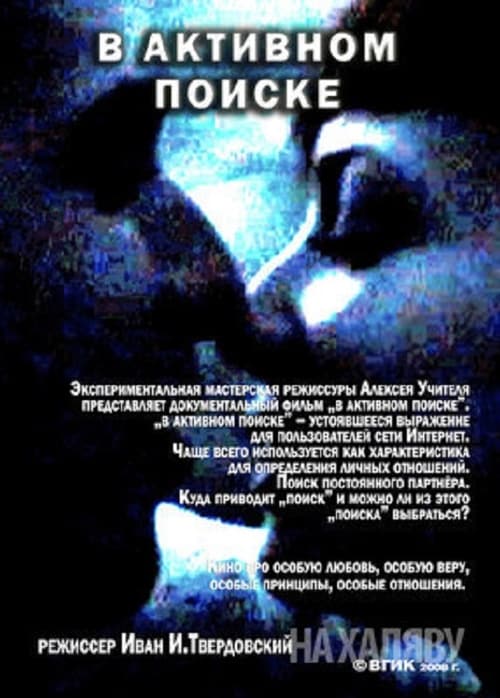 В АКТИВНОМ
ПОИСКЕ
ЭКСПЕРИМЕНТАЛЬНАЯ МАСТЕРСКАЯ РЕЖИССУРЫ АЛЕКСЕЯ УЧИТЕЛЯ
ПРЕДСТАВЛЯЕТ ДОКУМЕНТАЛЬНЫЙ ФИЛЬМ „В АКТИВНОМ ПОИСКЕ".
„В АКТИВНОМ ПОИСКЕ" – УСТОЯВШЕЕСЯ ВЫРАЖЕНИЕ
ДЛЯ ПОЛЬЗОВАТЕЛЕЙ СЕТИ ИНТЕРНЕТ.
ЧАЩЕ ВСЕГО ИСПОЛЬЗУЕТСЯ КАК ХАРАКТЕРИСТИКА
ДЛЯ ОПРЕДЕЛЕНИЯ ЛИЧНЫХ ОТНОШЕНИЙ.
ПОИСК ПОСТОЯННОГО ПАРТНЁРА.
КУДА ПРИВОДИТ „ПОИСК" И МОЖНО ЛИ ИЗ ЭТОГО
„ПОИСКА" ВЫБРАТЬСЯ?
КИНО ПРО ОСОБУЮ ЛЮБОВЬ, ОСОБУЮ ВЕРУ,
ОСОБЫЕ ПРИНЦИПЫ, ОСОБЫЕ ОТНОШЕНИЯ.
РЕЖИССЕР ИВАН И.ТВЕРДОВСКИЙ
НА ХАЛЯВУ
©ВГИК 2008 г.